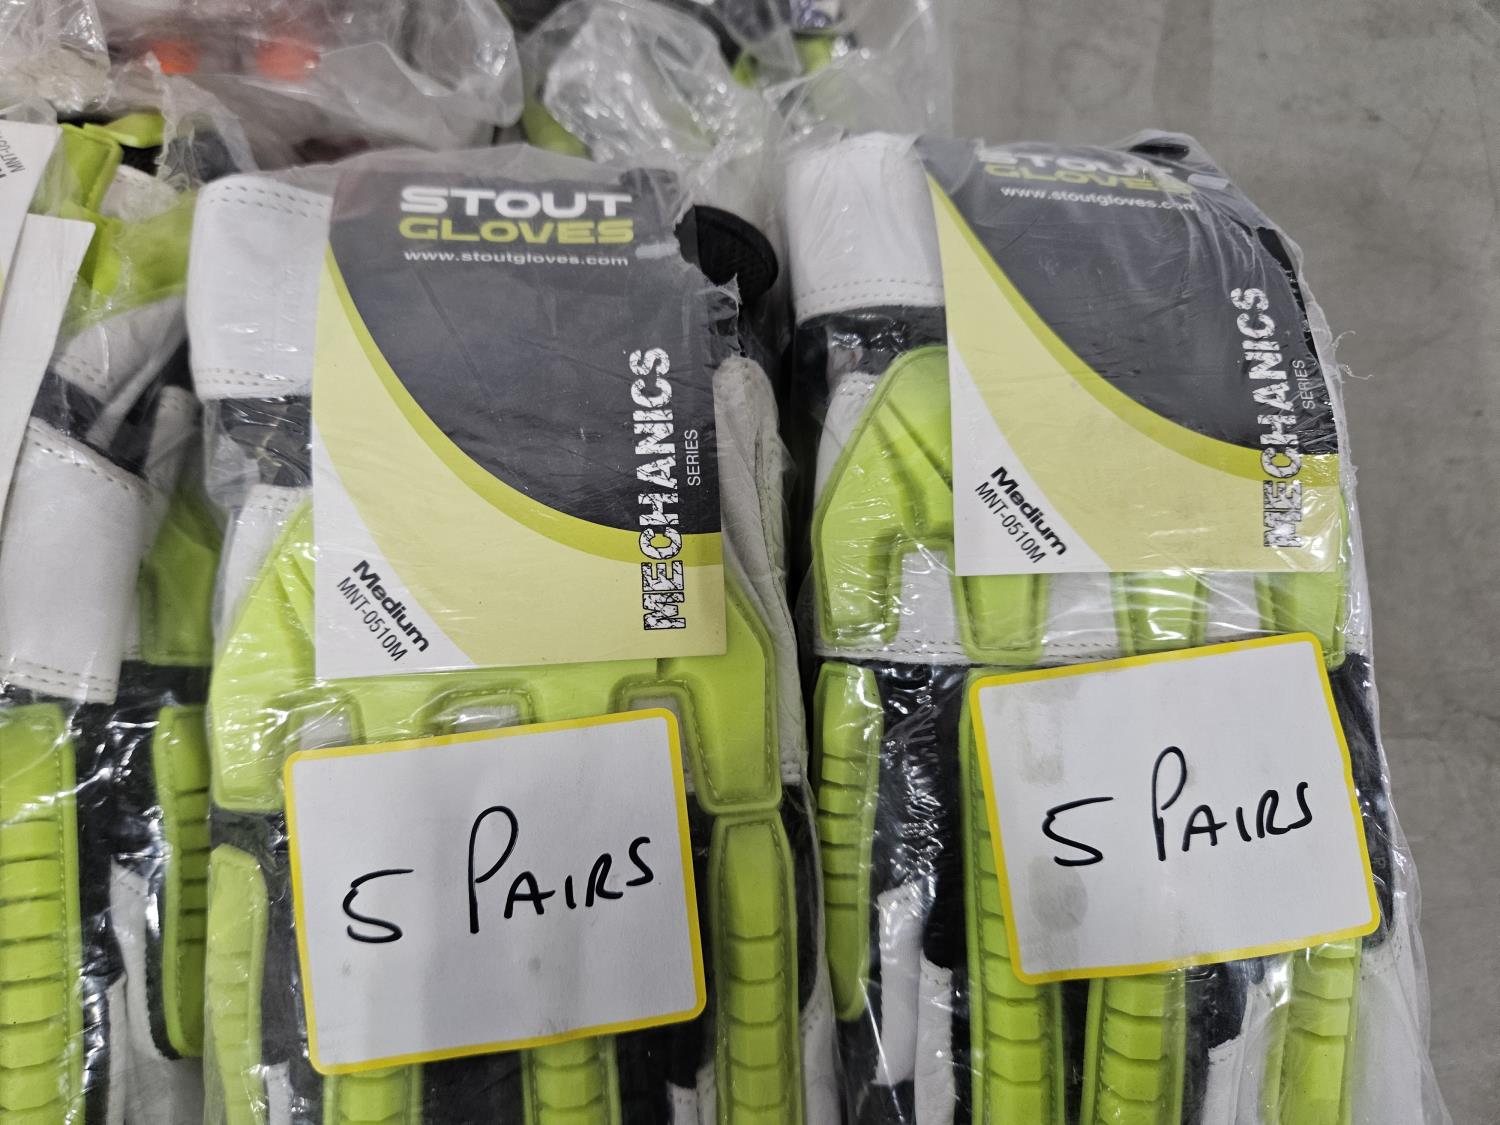 STOUT
GLOVES
www.stoutgloves.com
MECHANICS
SERIES
Medium
MNT-0510M
5 PAIRS
STOUT
GLOVES
www.stoutgloves.com
MECHANICS
SERIES
Medium
MNT-0510M
5 PAIRS